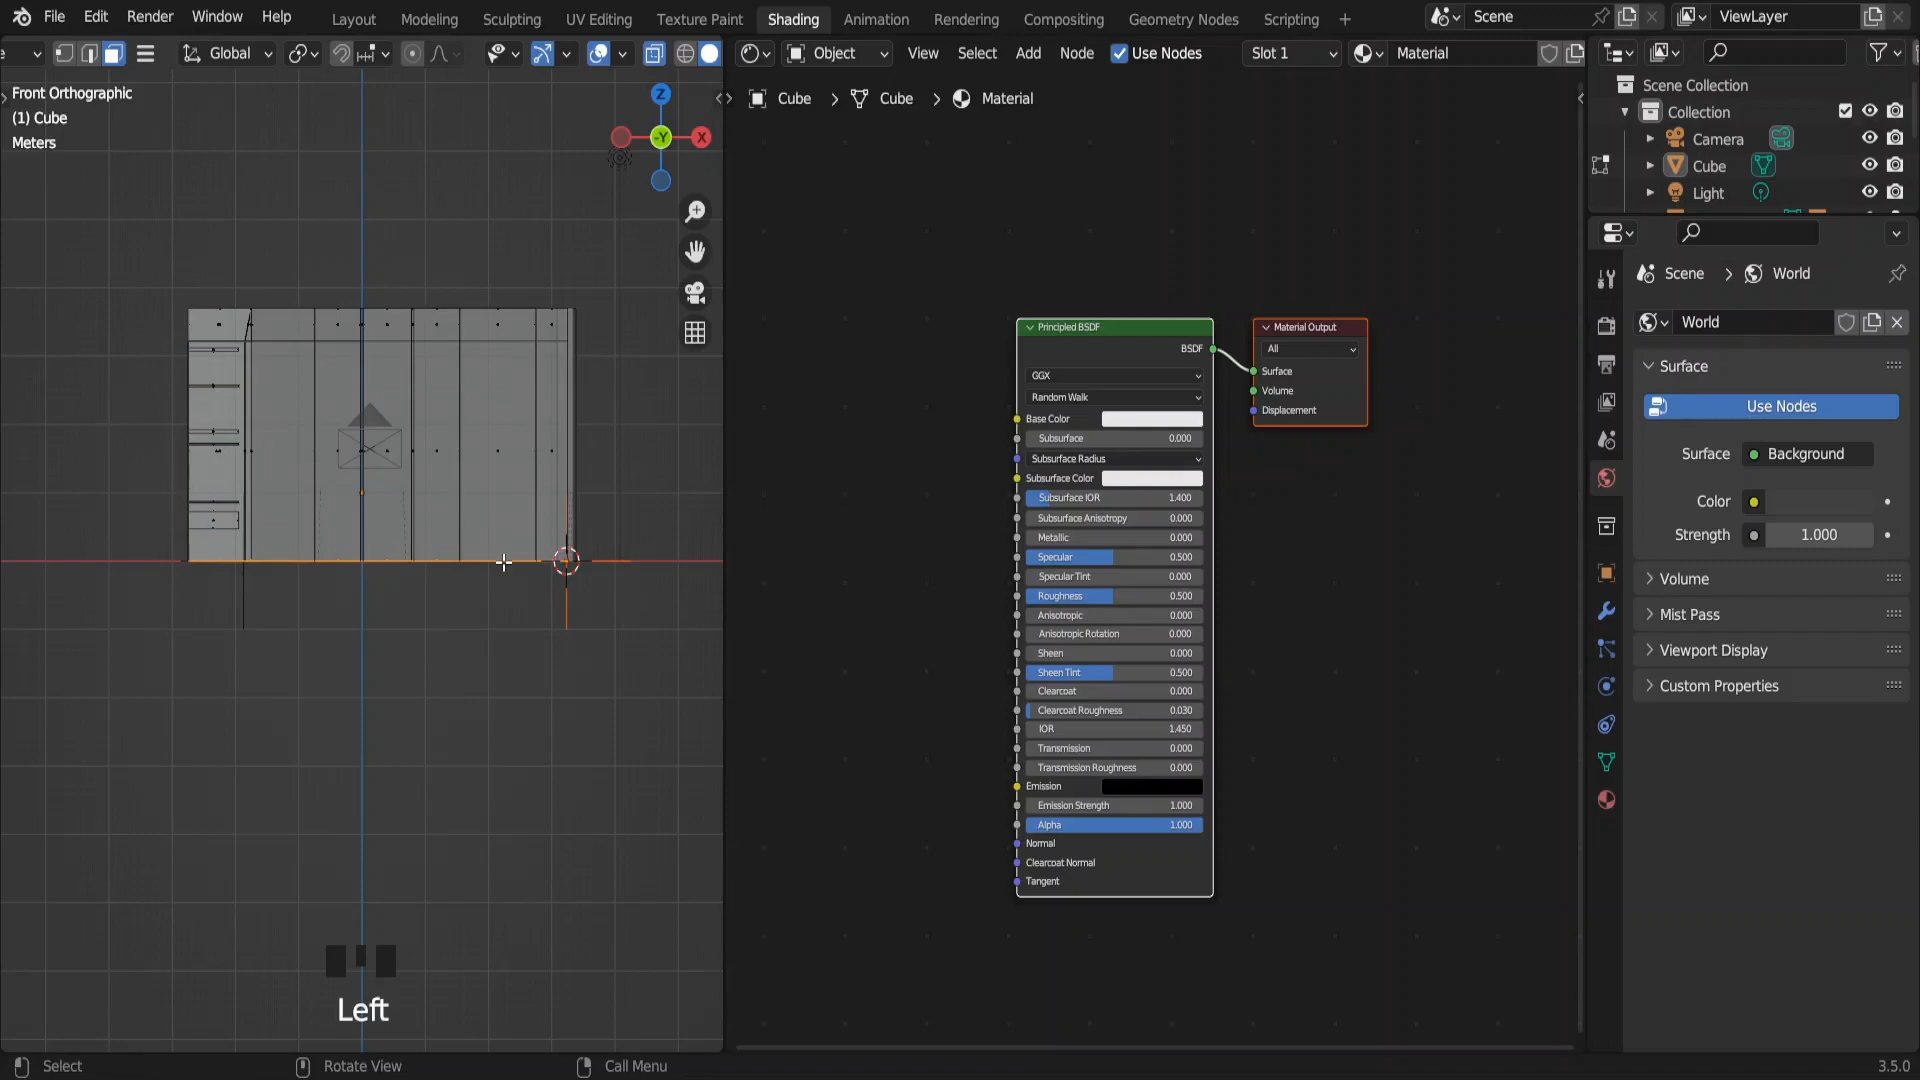 File Edit Render Window Help Layout Modeling Sculpting UV Editing Texture Paint Shading Animation Rendering Compositing Geometry Nodes Scripting + Scene ViewLayer
Global Object View Select Add Node Use Nodes Slot 1 Material
Front Orthographic
(1) Cube
Meters
Z
-Y
X
Cube > Cube > Material
Principled BSDF
BSDF
GGX
Random Walk
Base Color
Subsurface 0.000
Subsurface Radius
Subsurface Color
Subsurface IOR 1.400
Subsurface Anisotropy 0.000
Metallic 0.000
Specular 0.500
Specular Tint 0.000
Roughness 0.500
Anisotropic 0.000
Anisotropic Rotation 0.000
Sheen 0.000
Sheen Tint 0.500
Clearcoat 0.000
Clearcoat Roughness 0.030
IOR 1.450
Transmission 0.000
Transmission Roughness 0.000
Emission
Emission Strength 1.000
Alpha 1.000
Normal
Clearcoat Normal
Tangent
Material Output
All
Surface
Volume
Displacement
Scene Collection
Collection
Camera
Cube
Light
Scene > World
World
Surface
Use Nodes
Surface Background
Color
Strength 1.000
Volume
Mist Pass
Viewport Display
Custom Properties
Left
Select Rotate View Call Menu 3.5.0